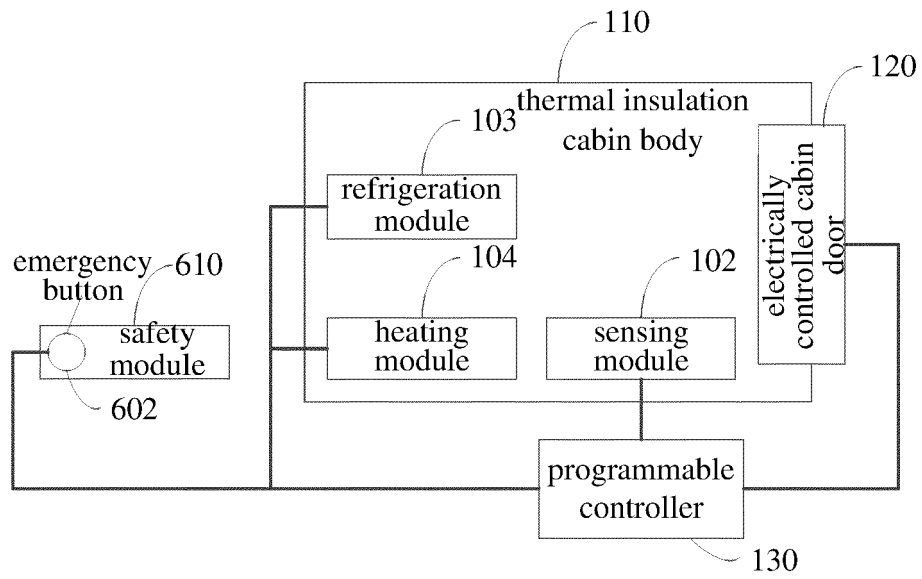 110
thermal insulation
cabin body
120
103
refrigeration
module
electrically
controlled cabin
door
emergency
button
610
safety
module
602
104
heating
module
102
sensing
module
programmable
controller
130